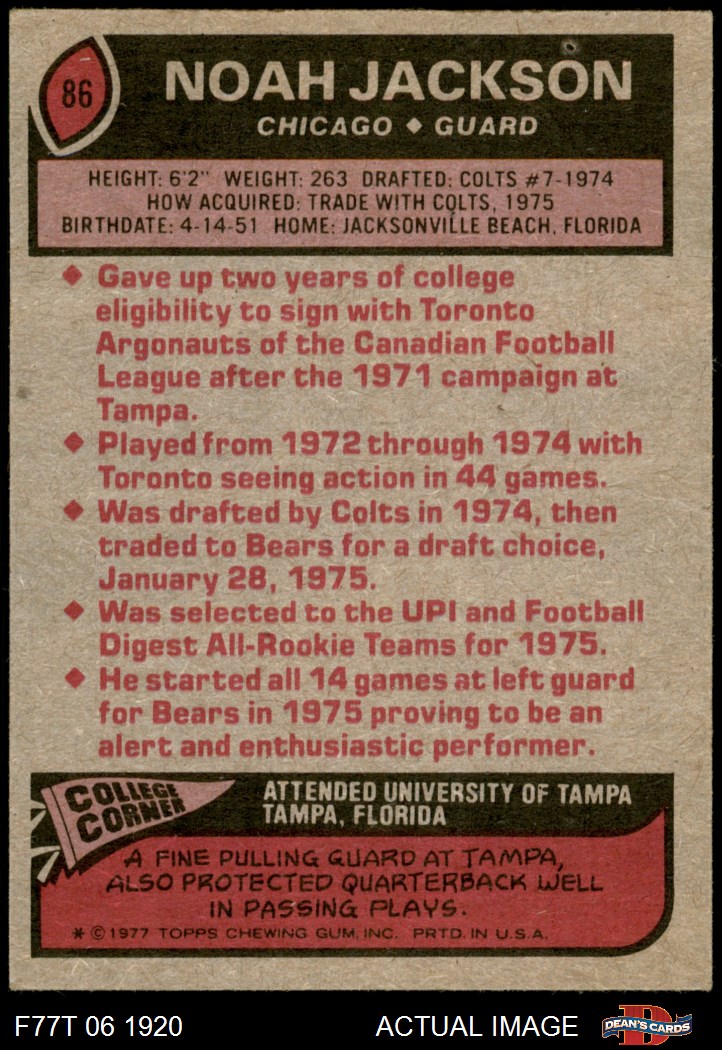 86
NOAH JACKSON
CHICAGO ◆ GUARD
HEIGHT: 6'2" WEIGHT: 263 DRAFTED: COLTS #7-1974
HOW ACQUIRED: TRADE WITH COLTS, 1975
BIRTHDATE: 4-14-51 HOME: JACKSONVILLE BEACH, FLORIDA
◆ Gave up two years of college
eligibility to sign with Toronto
Argonauts of the Canadian Football
League after the 1971 campaign at
Tampa.
◆ Played from 1972 through 1974 with
Toronto seeing action in 44 games.
◆ Was drafted by Colts in 1974, then
traded to Bears for a draft choice,
January 28, 1975.
◆ Was selected to the UPI and Football
Digest All-Rookie Teams for 1975.
◆ He started all 14 games at left guard
for Bears in 1975 proving to be an
alert and enthusiastic performer.
COLLEGE
CORNER
ATTENDED UNIVERSITY OF TAMPA
TAMPA, FLORIDA
A FINE PULLING GUARD AT TAMPA,
ALSO PROTECTED QUARTERBACK WELL
IN PASSING PLAYS.
* © 1977 TOPPS CHEWING GUM, INC. PRTD. IN U.S.A.
F77T 06 1920
ACTUAL IMAGE
D
DEAN'S CARDS